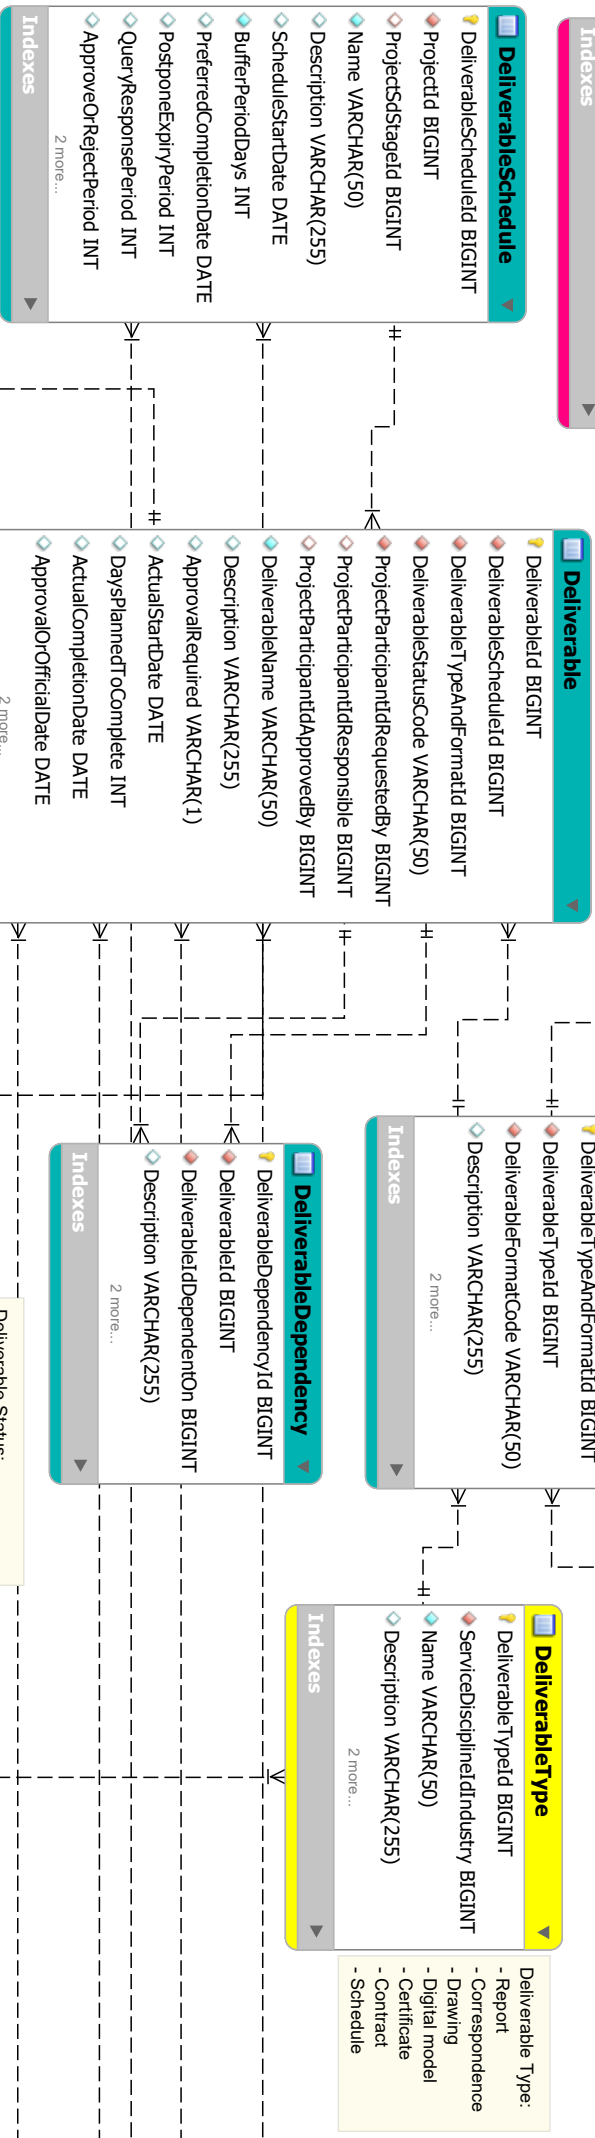 Indexes
DeliverableSchedule
DeliverableScheduleId BIGINT
ProjectId BIGINT
ProjectSdStageId BIGINT
Name VARCHAR(50)
Description VARCHAR(255)
ScheduleStartDate DATE
BufferPeriodDays INT
PreferredCompletionDate DATE
PostponeExpiryPeriod INT
QueryResponsePeriod INT
ApproveOrRejectPeriod INT
2 more...
Indexes
Deliverable
DeliverableId BIGINT
DeliverableScheduleId BIGINT
DeliverableTypeAndFormatId BIGINT
DeliverableStatusCode VARCHAR(50)
ProjectParticipantIdRequestedBy BIGINT
ProjectParticipantIdResponsible BIGINT
ProjectParticipantIdApprovedBy BIGINT
DeliverableName VARCHAR(50)
Description VARCHAR(255)
ApprovalRequired VARCHAR(1)
ActualStartDate DATE
DaysPlannedToComplete INT
ActualCompletionDate DATE
ApprovalOrOfficialDate DATE
2 more...
DeliverableTypeAndFormatId BIGINT
DeliverableTypeId BIGINT
DeliverableFormatCode VARCHAR(50)
Description VARCHAR(255)
2 more...
Indexes
DeliverableDependency
DeliverableDependencyId BIGINT
DeliverableId BIGINT
DeliverableIdDependentOn BIGINT
Description VARCHAR(255)
2 more...
Indexes
Deliverable Status:
DeliverableType
DeliverableTypeId BIGINT
ServiceDisciplineIdIndustry BIGINT
Name VARCHAR(50)
Description VARCHAR(255)
2 more...
Indexes
Deliverable Type:
- Report
- Correspondence
- Drawing
- Digital model
- Certificate
- Contract
- Schedule